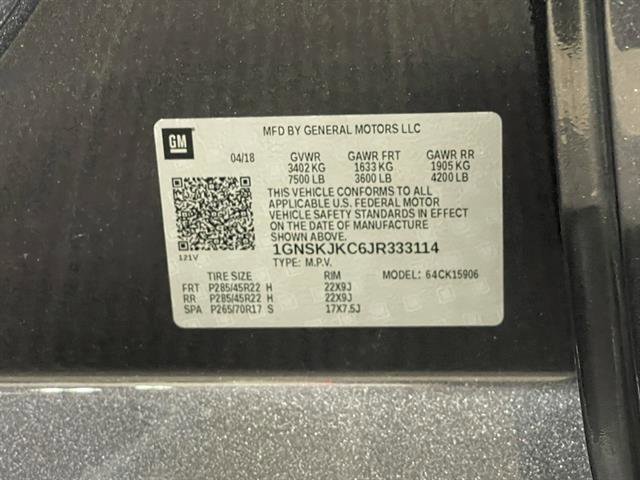 GM
MFD BY GENERAL MOTORS LLC
04/18 GVWR GAWR FRT GAWR RR
3402 KG 1633 KG 1905 KG
7500 LB 3600 LB 4200 LB
THIS VEHICLE CONFORMS TO ALL
APPLICABLE U.S. FEDERAL MOTOR
VEHICLE SAFETY STANDARDS IN EFFECT
ON THE DATE OF MANUFACTURE
SHOWN ABOVE.
121V
1GNSKJKC6JR333114
TYPE: M.P.V.
TIRE SIZE RIM MODEL: 64CK15906
FRT P285/45R22 H 22X9J
RR P285/45R22 H 22X9J
SPA P265/70R17 S 17X7.5J